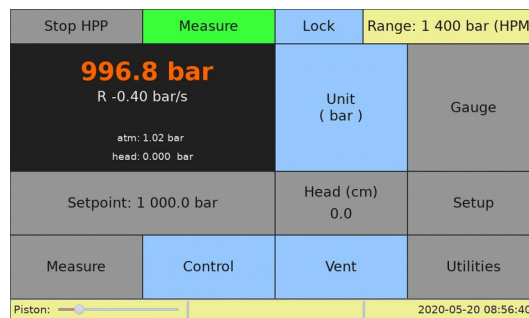 Stop HPP Measure Lock Range: 1 400 bar (HPM
996.8 bar
R -0.40 bar/s
atm: 1.02 bar
head: 0.000 bar
Unit
( bar )
Gauge
Setpoint: 1 000.0 bar
Head (cm)
0.0
Setup
Measure Control Vent Utilities
Piston: 2020-05-20 08:56:40